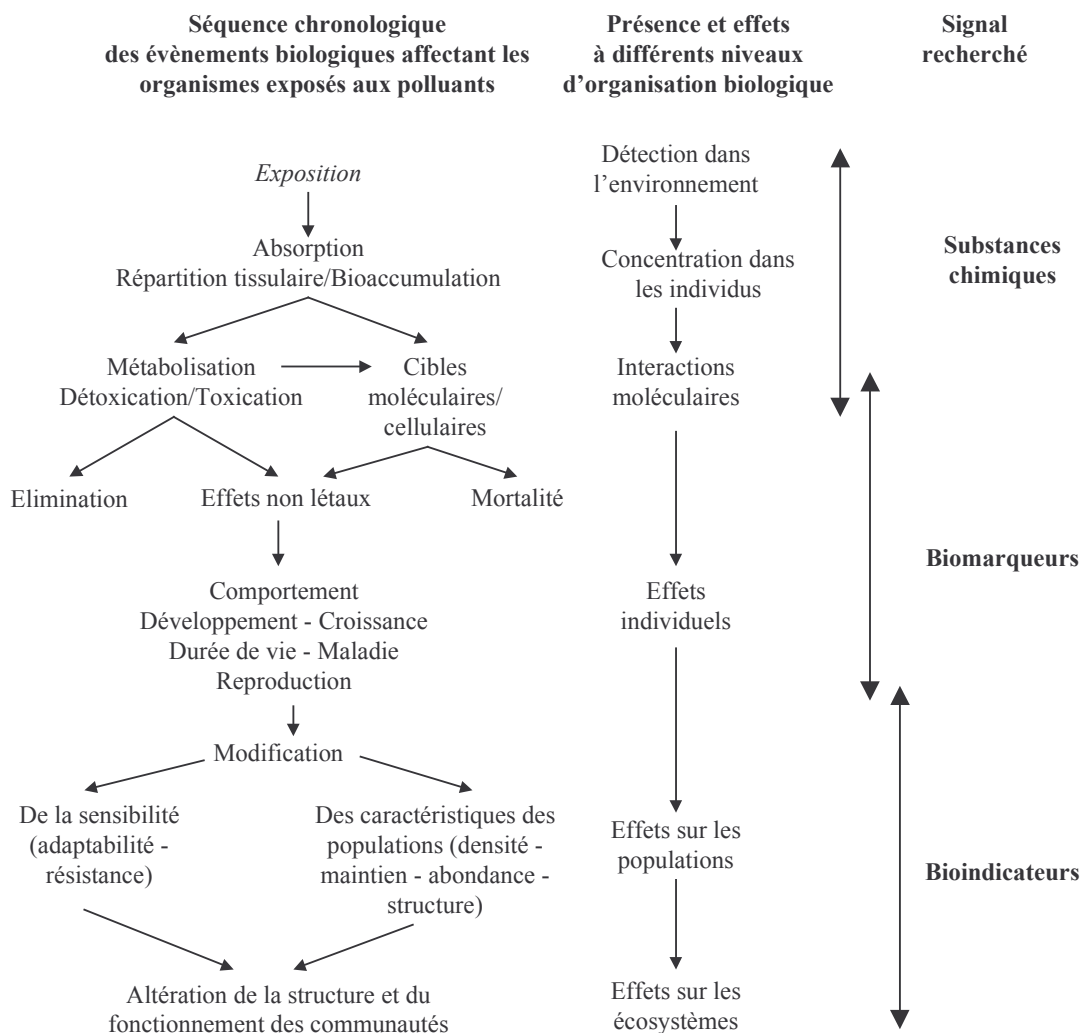 Séquence chronologique
des évènements biologiques affectant les
organismes exposés aux polluants
Présence et effets
à différents niveaux
d'organisation biologique
Signal
recherché
Exposition
Absorption
Répartition tissulaire/Bioaccumulation
Métabolisation
Détoxication/Toxication
Cibles
moléculaires/
cellulaires
Elimination
Effets non létaux
Mortalité
Comportement
Développement - Croissance
Durée de vie - Maladie
Reproduction
Modification
De la sensibilité
(adaptabilité -
résistance)
Des caractéristiques des
populations (densité -
maintien - abondance -
structure)
Altération de la structure et du
fonctionnement des communautés
Détection dans
l'environnement
Concentration dans
les individus
Interactions
moléculaires
Effets
individuels
Effets sur les
populations
Effets sur les
écosystèmes
Substances
chimiques
Biomarqueurs
Bioindicateurs